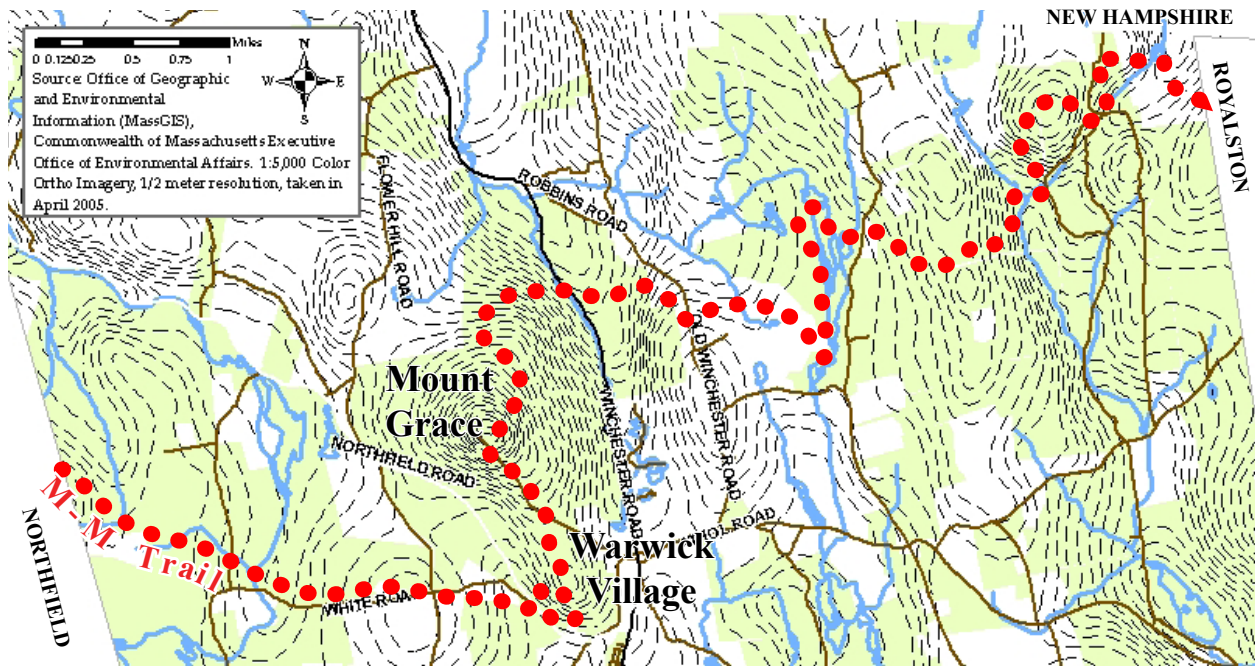 NEW HAMPSHIRE
Miles
0 0.125 0.25 0.5 0.75 1
Source: Office of Geographic
and Environmental
Information (MassGIS),
Commonwealth of Massachusetts Executive
Office of Environmental Affairs. 1:5,000 Color
Ortho Imagery, 1/2 meter resolution, taken in
April 2005.
N
W E
S
ROYALSTON
FLOWER HILL ROAD
ROBBINS ROAD
OLD WINCHESTER ROAD
Mount
Grace
WINCHESTER ROAD
NORTHFIELD ROAD
M-M Trail
NORTHFIELD
Warwick
Village
WHITE ROAD